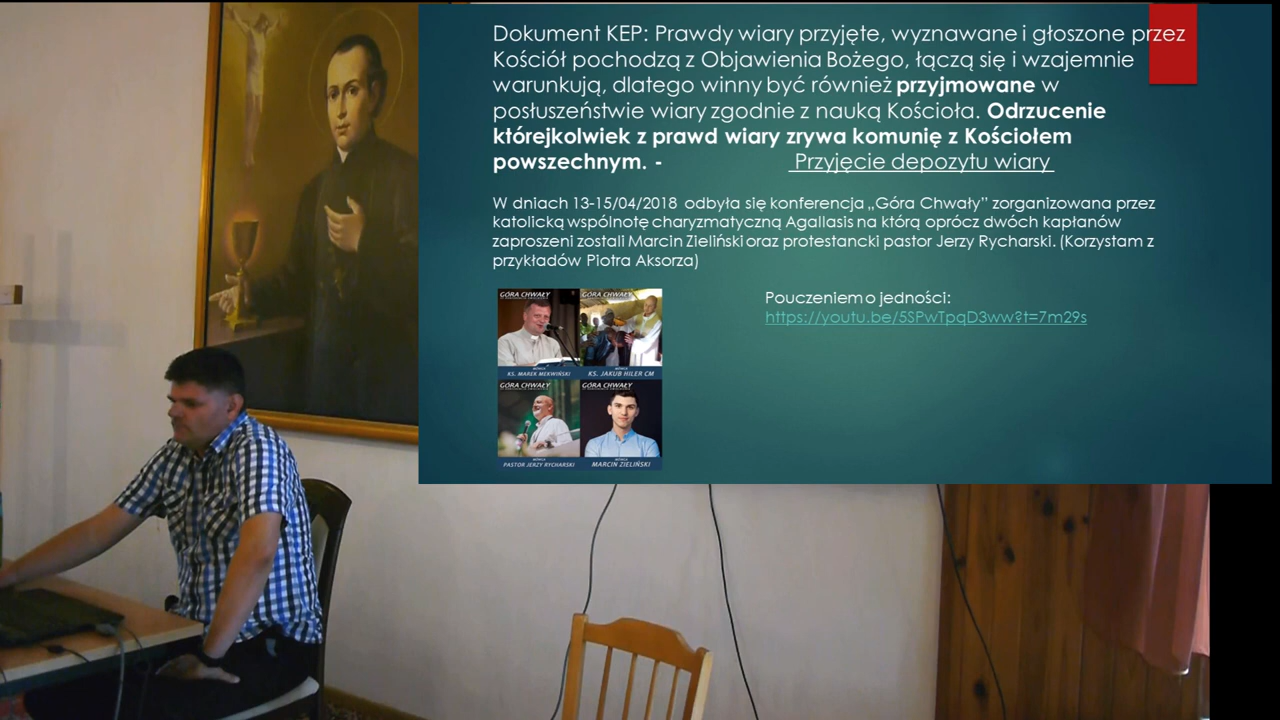 Dokument KEP: Prawdy wiary przyjęte, wyznawane i głoszone przez
Kościół pochodzą z Objawienia Bożego, łączą się i wzajemnie
warunkują, dlatego winny być również przyjmowane w
posłuszeństwie wiary zgodnie z nauką Kościoła. Odrzucenie
którejkolwiek z prawd wiary zrywa komunię z Kościołem
powszechnym. - Przyjęcie depozytu wiary
W dniach 13-15/04/2018 odbyła się konferencja „Góra Chwały” zorganizowana przez
katolicką wspólnotę charyzmatyczną Agallasis na którą oprócz dwóch kapłanów
zaproszeni zostali Marcin Zieliński oraz protestancki pastor Jerzy Rycharski. (Korzystam z
przykładów Piotra Aksorza)
Pouczeniem o jedności:
https://youtu.be/5SPwTpqD3ww?t=7m29s
GÓRA CHWAŁY
KS. MAREK MEKWIŃSKI
GÓRA CHWAŁY
KS. JAKUB HILER CM
GÓRA CHWAŁY
PASTOR JERZY RYCHARSKI
GÓRA CHWAŁY
MARCIN ZIELIŃSKI